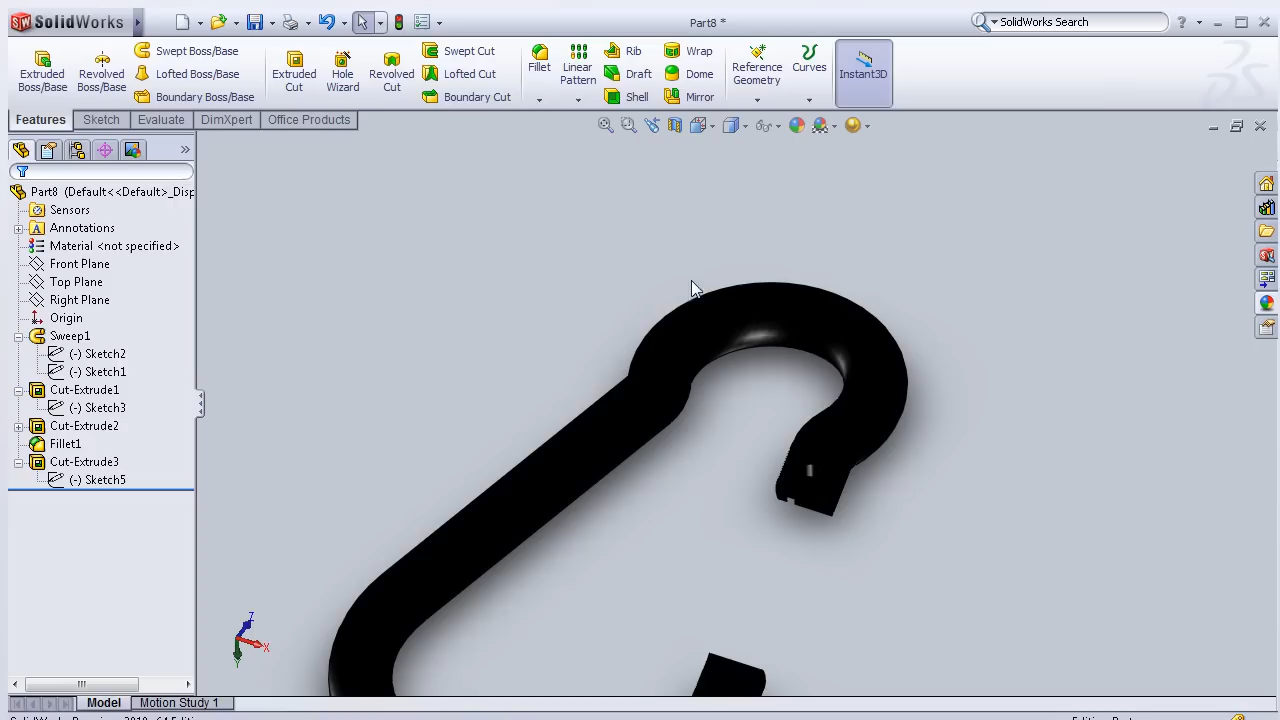 SolidWorks
Part8 *
SolidWorks Search
Extruded Boss/Base
Revolved Boss/Base
Swept Boss/Base
Lofted Boss/Base
Boundary Boss/Base
Extruded Cut
Hole Wizard
Revolved Cut
Swept Cut
Lofted Cut
Boundary Cut
Fillet
Linear Pattern
Rib
Draft
Shell
Wrap
Dome
Mirror
Reference Geometry
Curves
Instant3D
Features
Sketch
Evaluate
DimXpert
Office Products
Part8 (Default<<Default>_Disp
Sensors
Annotations
Material <not specified>
Front Plane
Top Plane
Right Plane
Origin
Sweep1
(-) Sketch2
(-) Sketch1
Cut-Extrude1
(-) Sketch3
Cut-Extrude2
Fillet1
Cut-Extrude3
(-) Sketch5
Z
X
Y
Model
Motion Study 1